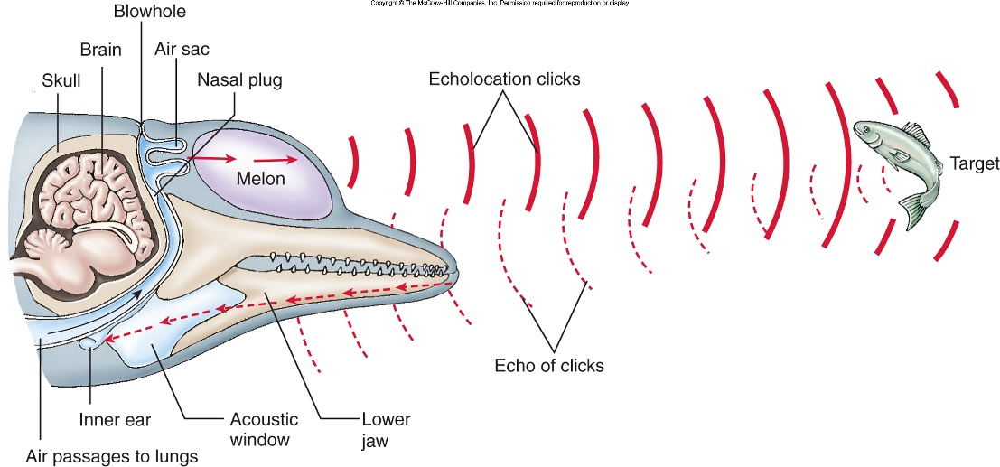 Copyright © The McGraw-Hill Companies, Inc. Permission required for reproduction or display
Blowhole
Brain
Air sac
Skull
Nasal plug
Echolocation clicks
Melon
Target
Echo of clicks
Inner ear
Acoustic
window
Lower
jaw
Air passages to lungs